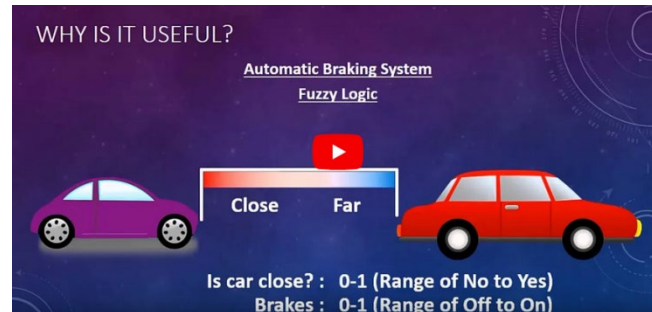 WHY IS IT USEFUL?
Automatic Braking System
Fuzzy Logic
Close Far
Is car close? : 0-1 (Range of No to Yes)
Brakes : 0-1 (Range of Off to On)